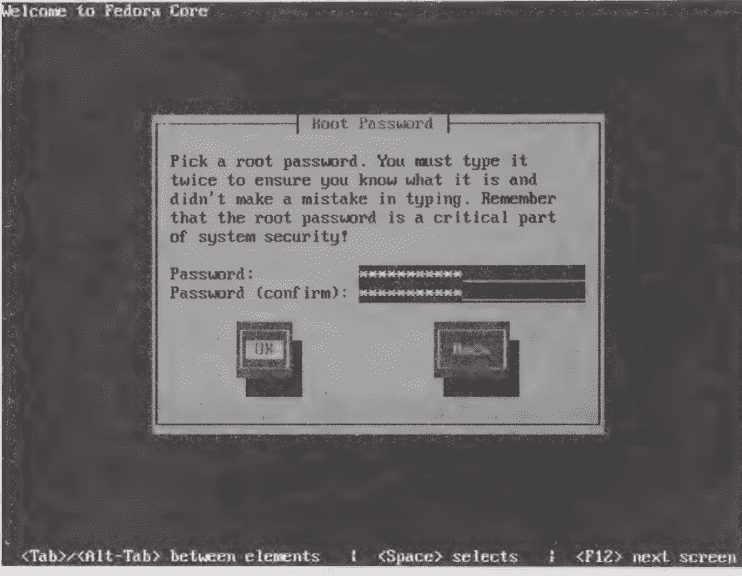 Welcome to Fedora Core
Root Password
Pick a root password. You must type it
twice to ensure you know what it is and
didn't make a mistake in typing. Remember
that the root password is a critical part
of system security!
Password: ***********
Password (confirm): ***********
OK Back
<Tab>/<Alt-Tab> between elements | <Space> selects | <F12> next screen